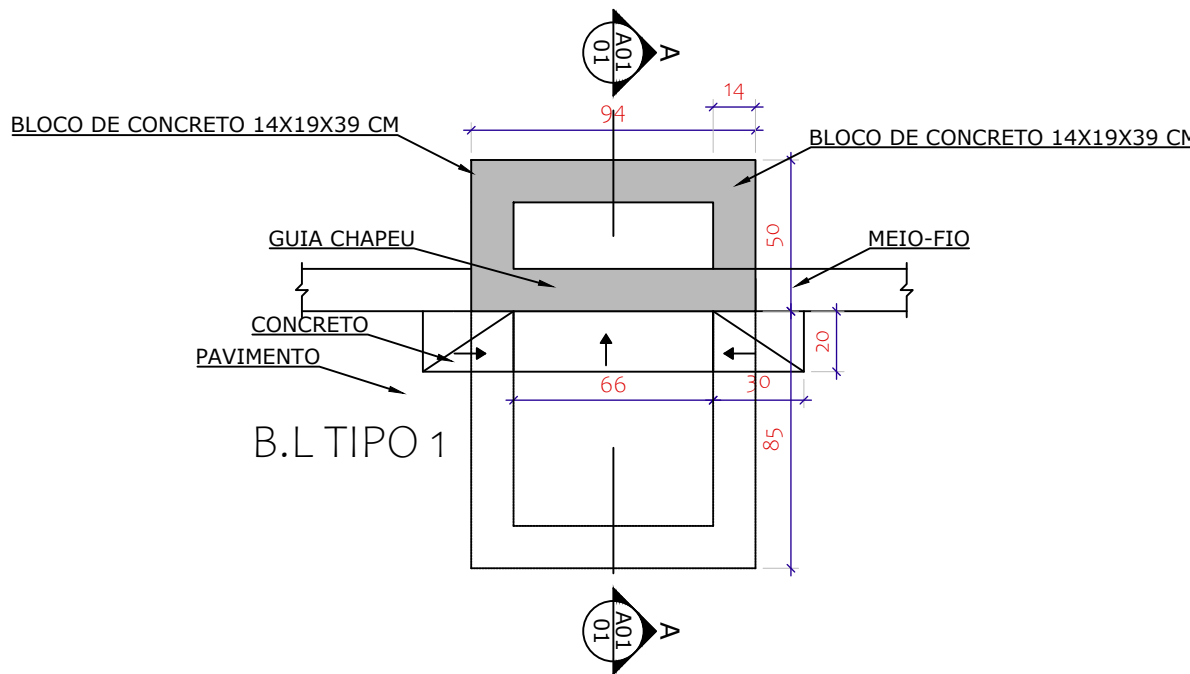 A01
01
A
14
94
BLOCO DE CONCRETO 14X19X39 CM
BLOCO DE CONCRETO 14X19X39 CM
50
GUIA CHAPEU
MEIO-FIO
CONCRETO
20
PAVIMENTO
66
30
B.L TIPO 1
85
A01
01
A